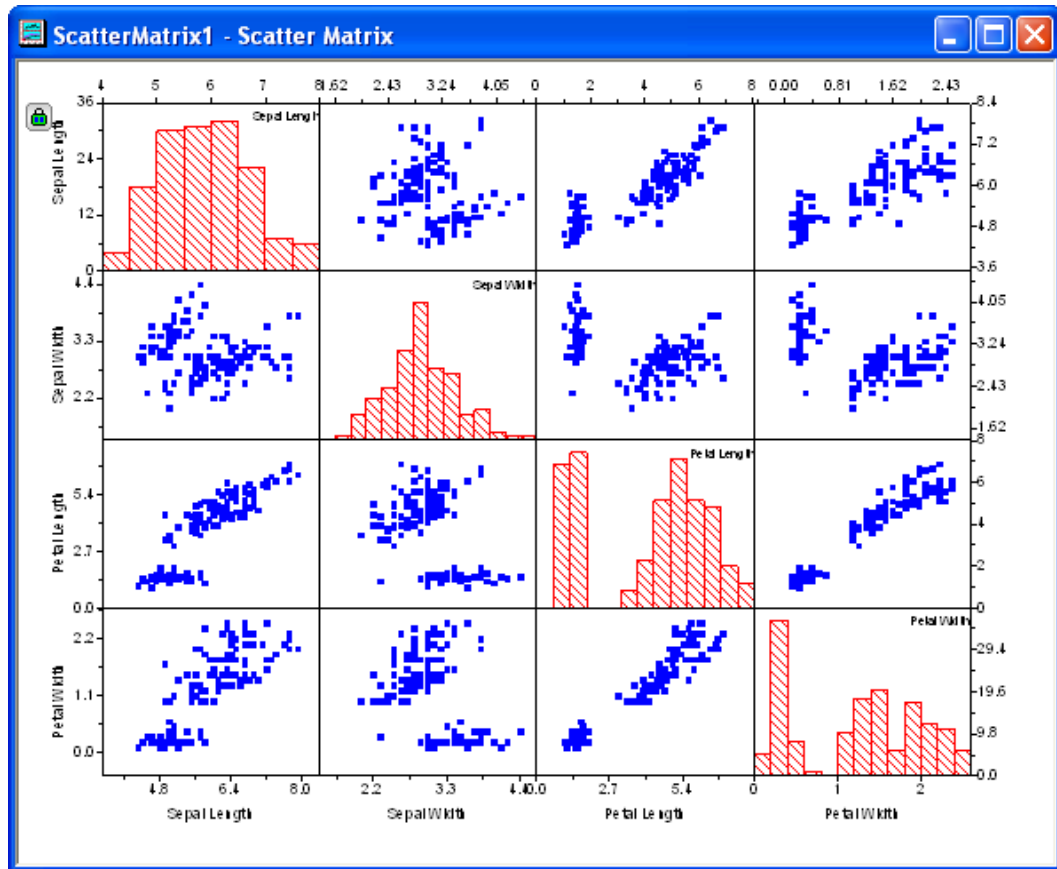 ScatterMatrix1 - Scatter Matrix
4 5 6 7 8 1.62 2.43 3.24 4.05 0 2 4 6 8 0.00 0.81 1.62 2.43
36 24 12 0
Sepal Length
Sepal Length
8.4 7.2 6.0 4.8 3.6
4.4 3.3 2.2
Sepal Width
Sepal Width
4.05 3.24 2.43 1.62
5.4 2.7 0.0
Petal Length
Petal Length
8 6 4 2 0
2.2 1.1 0.0
Petal Width
Petal Width
29.4 19.6 9.8 0.0
4.8 6.4 8.0 2.2 3.3 4.4 0.0 2.7 5.4 0 1 2
Sepal Length Sepal Width Petal Length Petal Width